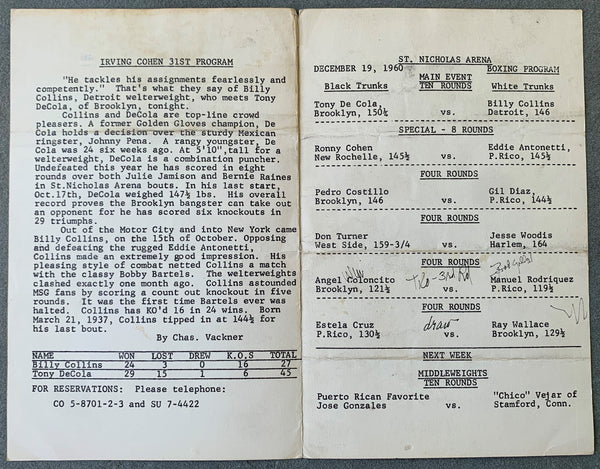 IRVING COHEN 31ST PROGRAM
"He tackles his assignments fearlessly and
competently." That's what they say of Billy
Collins, Detroit welterweight, who meets Tony
DeCola, of Brooklyn, tonight.
Collins and DeCola are top-line crowd
pleasers. A former Golden Gloves champion, De
Cola holds a decision over the sturdy Mexican
ringster, Johnny Pena. A rangy youngster, De
Cola was 24 six weeks ago. At 5'10", tall for a
welterweight, DeCola is a combination puncher.
Undefeated this year he has scored in eight
rounds over both Julie Jamison and Bernie Raines
in St.Nicholas Arena bouts. In his last start,
Oct.17th, DeCola weighed 147½ lbs. His overall
record proves the Brooklyn bangster can take out
an opponent for he has scored six knockouts in
29 triumphs.
Out of the Motor City and into New York came
Billy Collins, on the 15th of October. Opposing
and defeating the rugged Eddie Antonetti,
Collins made an extremely good impression. His
pleasing style of combat netted Collins a match
with the classy Bobby Bartels. The welterweights
clashed exactly one month ago. Collins astounded
MSG fans by scoring a count out knockout in five
rounds. It was the first time Bartels ever was
halted. Collins has KO'd 16 in 24 wins. Born
March 21, 1937, Collins tipped in at 144½ for
his last bout.
By Chas. Vackner
NAME WON LOST DREW K.O.S TOTAL
Billy Collins 24 3 0 16 27
Tony DeCola 29 15 1 6 45
FOR RESERVATIONS: Please telephone:
CO 5-8701-2-3 and SU 7-4422
ST. NICHOLAS ARENA
DECEMBER 19, 1960 BOXING PROGRAM
MAIN EVENT
Black Trunks TEN ROUNDS White Trunks
Tony De Cola, Billy Collins
Brooklyn, 150½ vs. Detroit, 146
SPECIAL - 8 ROUNDS
Ronny Cohen Eddie Antonetti,
New Rochelle, 145½ vs. P.Rico, 145½
FOUR ROUNDS
Pedro Costillo Gil Diaz,
Brooklyn, 146 vs. P.Rico, 144½
FOUR ROUNDS
Don Turner Jesse Woodis
West Side, 159-3/4 vs. Harlem, 164
FOUR ROUNDS
Angel Coloncito TKO-3rd Rd Manuel Rodriquez
Brooklyn, 121½ vs. P.Rico, 119½
FOUR ROUNDS
Estela Cruz draw Ray Wallace
P.Rico, 130½ vs. Brooklyn, 129½
NEXT WEEK
MIDDLEWEIGHTS
TEN ROUNDS
Puerto Rican Favorite "Chico" Vejar of
Jose Gonzales vs. Stamford, Conn.